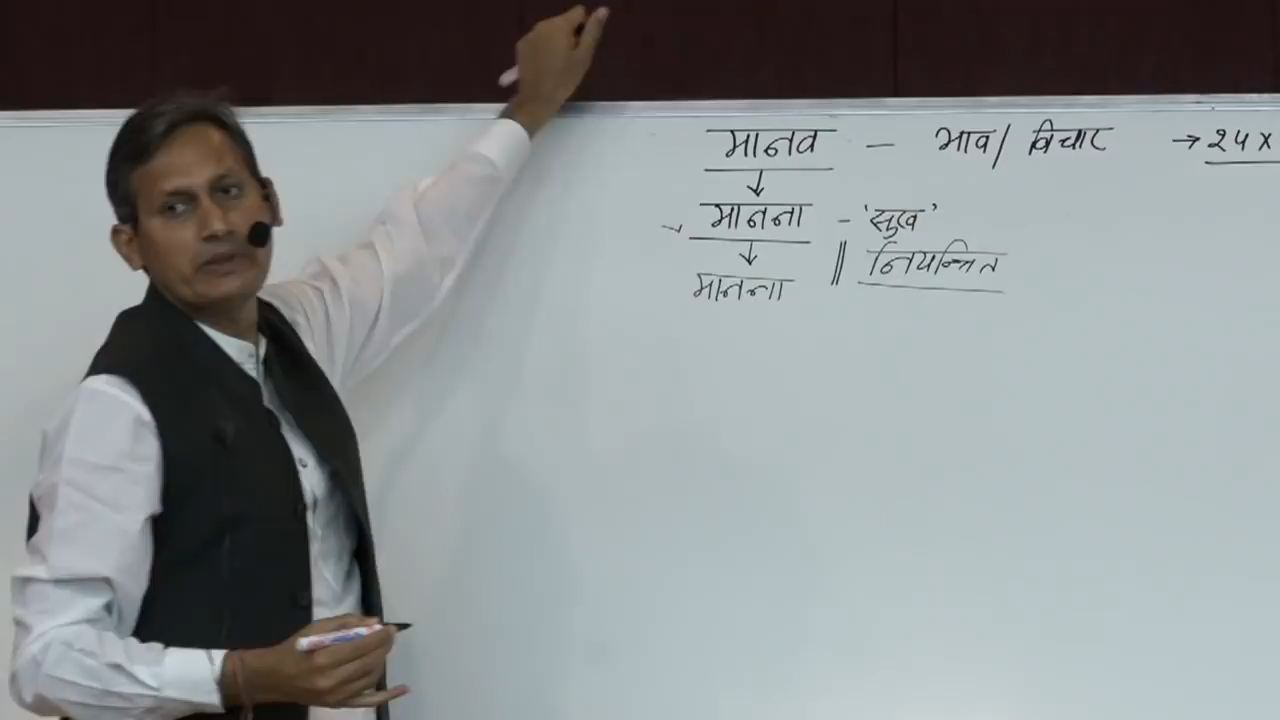 मानव - भाव/ विचार → २५x
↓
मानना - 'सुख'
↓ || नियन्त्रित
मानना